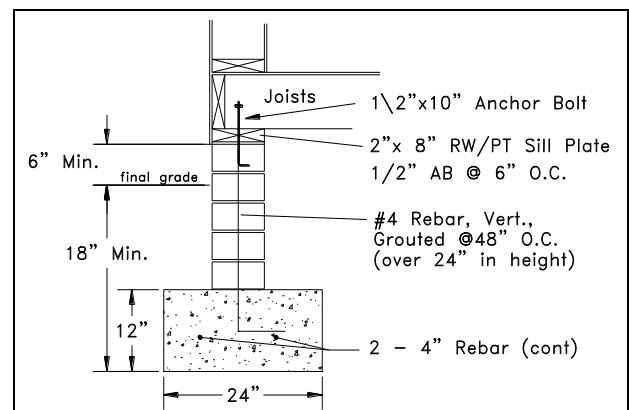 Joists
1\2"x10" Anchor Bolt
2"x 8" RW/PT Sill Plate
1/2" AB @ 6" O.C.
6" Min.
final grade
#4 Rebar, Vert.,
Grouted @48" O.C.
(over 24" in height)
18" Min.
12"
2 - 4" Rebar (cont)
24"